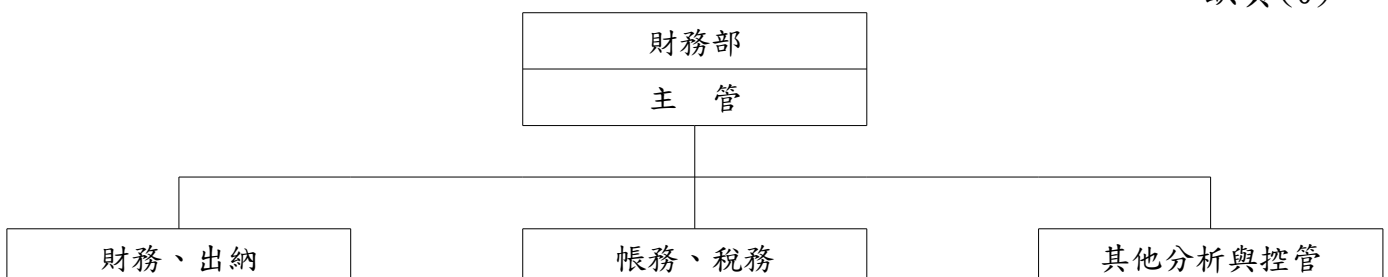 財務部
主 管
財務、出納
帳務、稅務
其他分析與控管